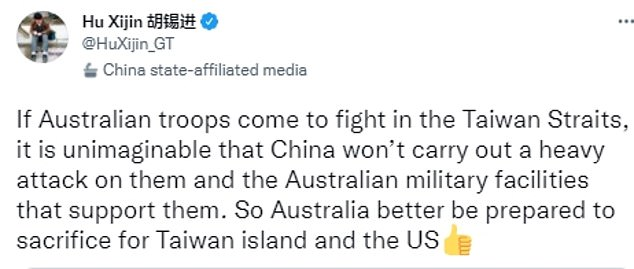 Hu Xijin 胡锡进
@HuXijin_GT
China state-affiliated media
If Australian troops come to fight in the Taiwan Straits,
it is unimaginable that China won't carry out a heavy
attack on them and the Australian military facilities
that support them. So Australia better be prepared to
sacrifice for Taiwan island and the US👍